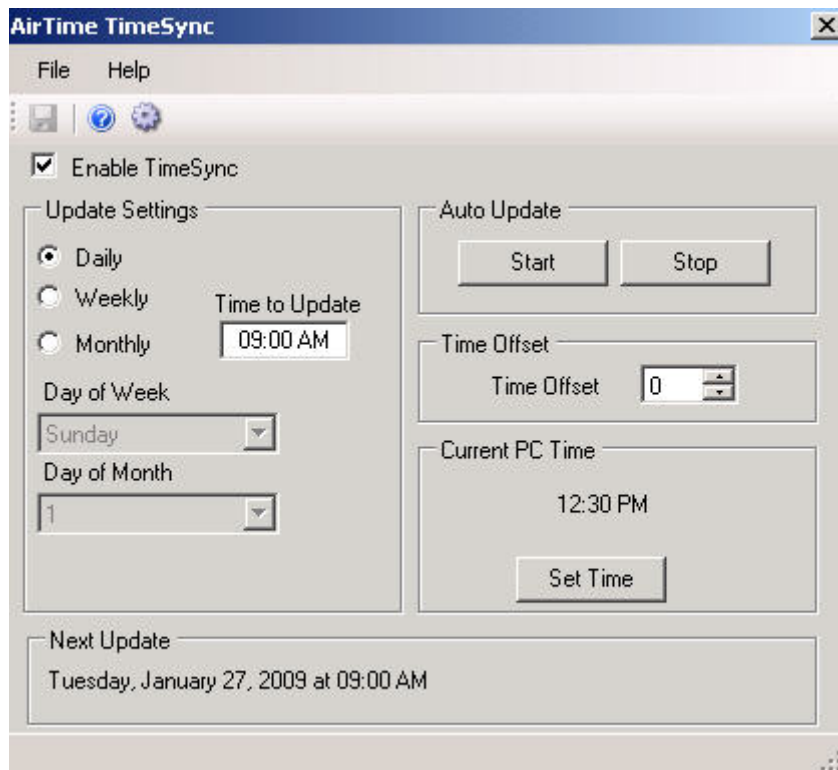 AirTime TimeSync
File Help
Enable TimeSync
Update Settings
Daily
Weekly
Monthly
Time to Update
09:00 AM
Day of Week
Sunday
Day of Month
1
Auto Update
Start Stop
Time Offset
Time Offset 0
Current PC Time
12:30 PM
Set Time
Next Update
Tuesday, January 27, 2009 at 09:00 AM